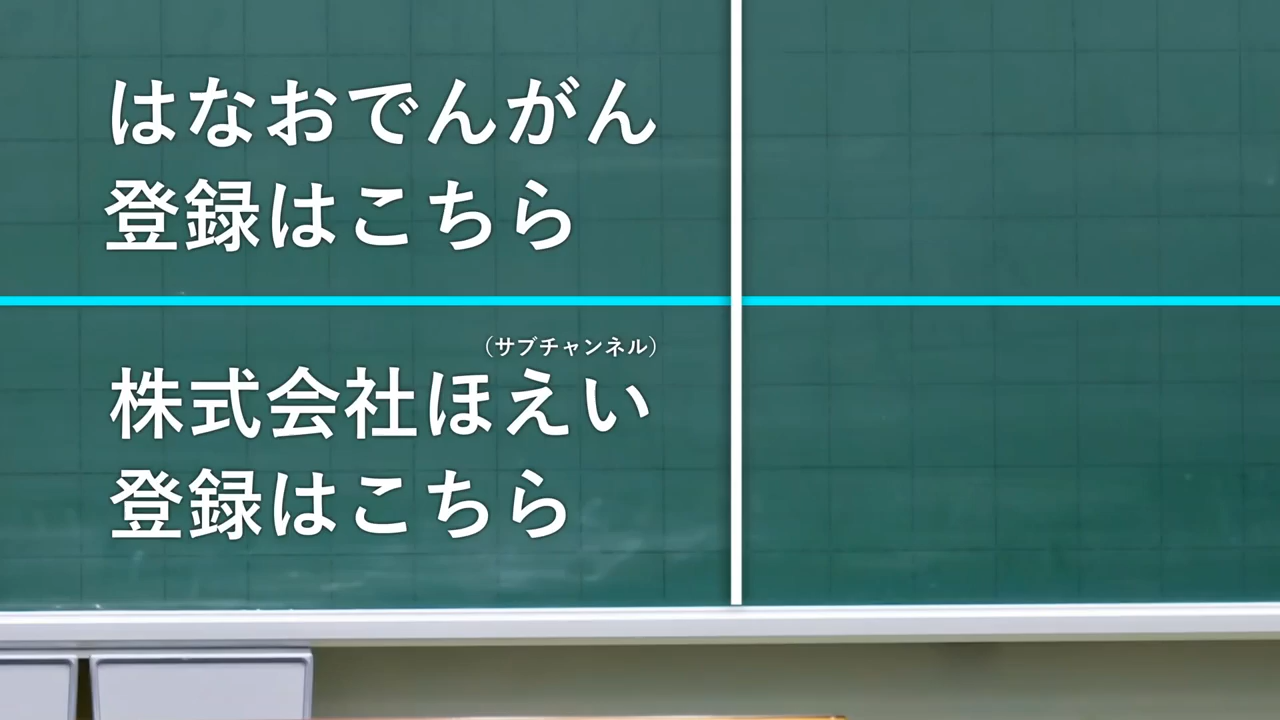 はなおでんがん
登録はこちら
（サブチャンネル）
株式会社ほえい
登録はこちら